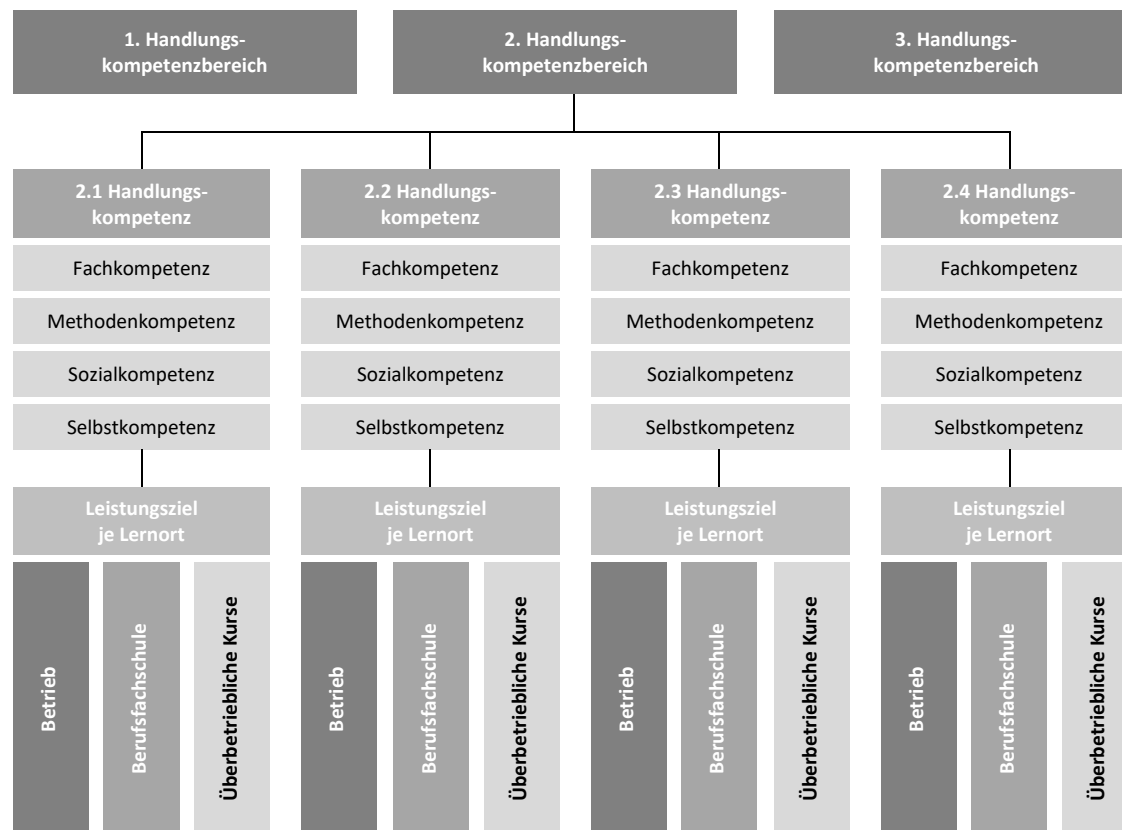 1. Handlungs-
kompetenzbereich
2. Handlungs-
kompetenzbereich
3. Handlungs-
kompetenzbereich
2.1 Handlungs-
kompetenz
2.2 Handlungs-
kompetenz
2.3 Handlungs-
kompetenz
2.4 Handlungs-
kompetenz
Fachkompetenz
Fachkompetenz
Fachkompetenz
Fachkompetenz
Methodenkompetenz
Methodenkompetenz
Methodenkompetenz
Methodenkompetenz
Sozialkompetenz
Sozialkompetenz
Sozialkompetenz
Sozialkompetenz
Selbstkompetenz
Selbstkompetenz
Selbstkompetenz
Selbstkompetenz
Leistungsziel
je Lernort
Leistungsziel
je Lernort
Leistungsziel
je Lernort
Leistungsziel
je Lernort
Betrieb
Berufsfachschule
Überbetriebliche Kurse
Betrieb
Berufsfachschule
Überbetriebliche Kurse
Betrieb
Berufsfachschule
Überbetriebliche Kurse
Betrieb
Berufsfachschule
Überbetriebliche Kurse